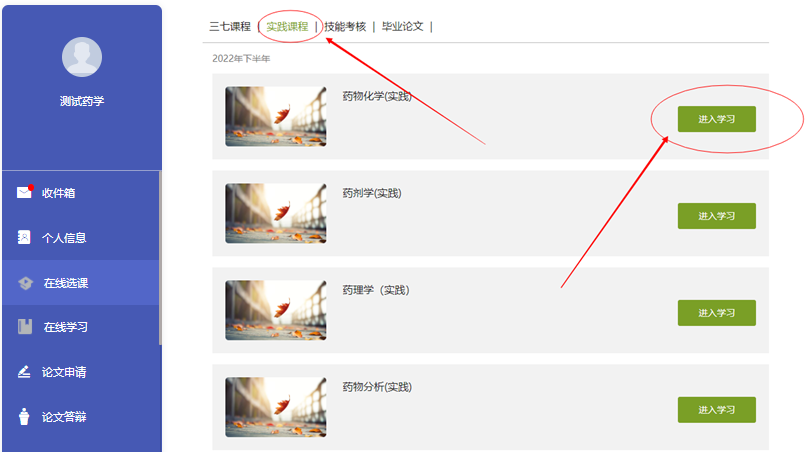 测试药学
收件箱
个人信息
在线选课
在线学习
论文申请
论文答辩
三七课程 | 实践课程 | 技能考核 | 毕业论文 |
2022年下半年
药物化学(实践)
进入学习
药剂学(实践)
进入学习
药理学（实践）
进入学习
药物分析(实践)
进入学习